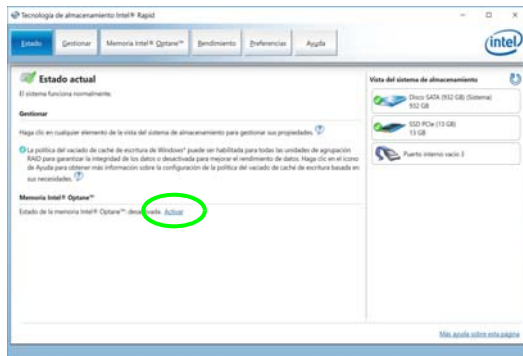 Tecnología de almacenamiento Intel® Rapid
Estado
Gestionar
Memoria Intel® Optane™
Rendimiento
Preferencias
Ayuda
intel
Estado actual
El sistema funciona normalmente.
Gestionar
Haga clic en cualquier elemento de la vista del sistema de almacenamiento para gestionar sus propiedades.
La política del vaciado de caché de escritura de Windows* puede ser habilitada para todas las unidades de agrupación
RAID para garantizar la integridad de los datos o desactivada para mejorar el rendimiento de datos. Haga clic en el icono
de Ayuda para obtener más información sobre la configuración de la política del vaciado de caché de escritura basada en
sus necesidades.
Memoria Intel® Optane™
Estado de la memoria Intel® Optane™: desactivada. Activar
Vista del sistema de almacenamiento
Disco SATA (932 GB) (Sistema)
932 GB
SSD PCIe (13 GB)
13 GB
Puerto interno vacío 3
Más ayuda sobre esta página